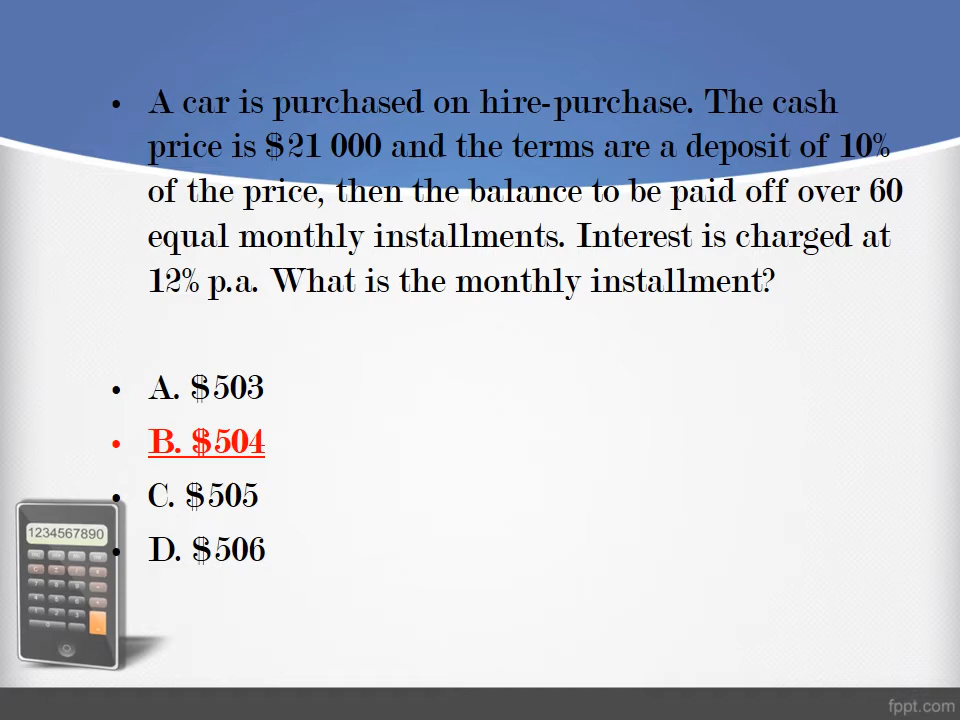 • A car is purchased on hire-purchase. The cash
price is $21 000 and the terms are a deposit of 10%
of the price, then the balance to be paid off over 60
equal monthly installments. Interest is charged at
12% p.a. What is the monthly installment?
• A. $503
• B. $504
• C. $505
• D. $506
1234567890
fppt.com